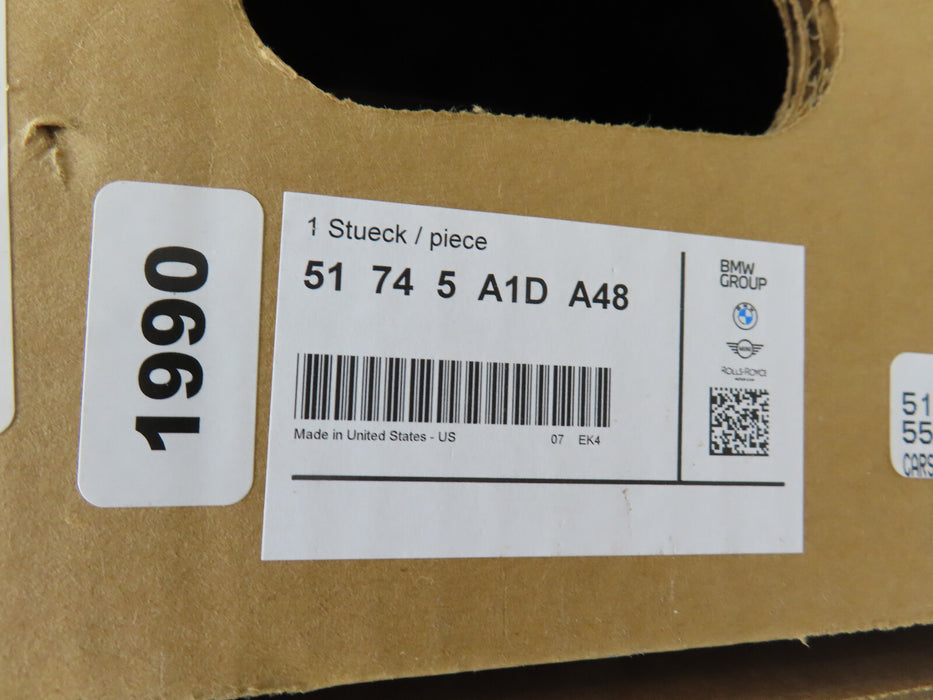 1990
1 Stueck / piece
51 74 5 A1D A48
Made in United States - US 07 EK4
BMW
GROUP
MINI
ROLLS-ROYCE
51
55
CARS